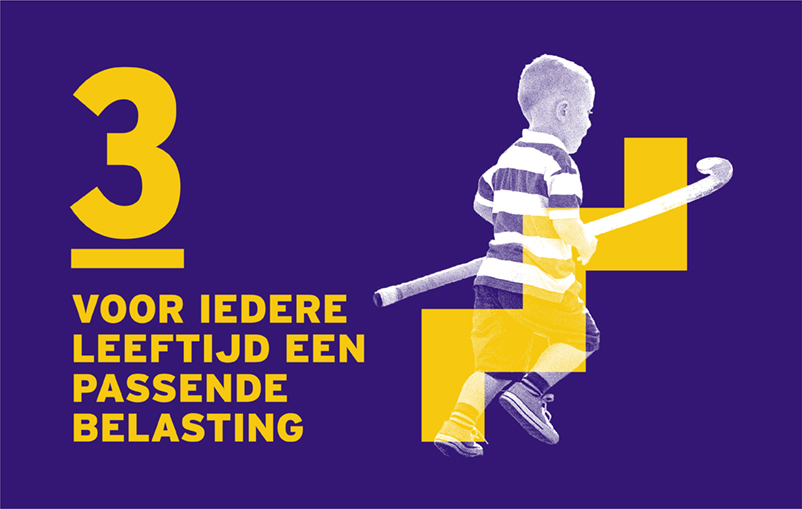 3
VOOR IEDERE
LEEFTIJD EEN
PASSENDE
BELASTING